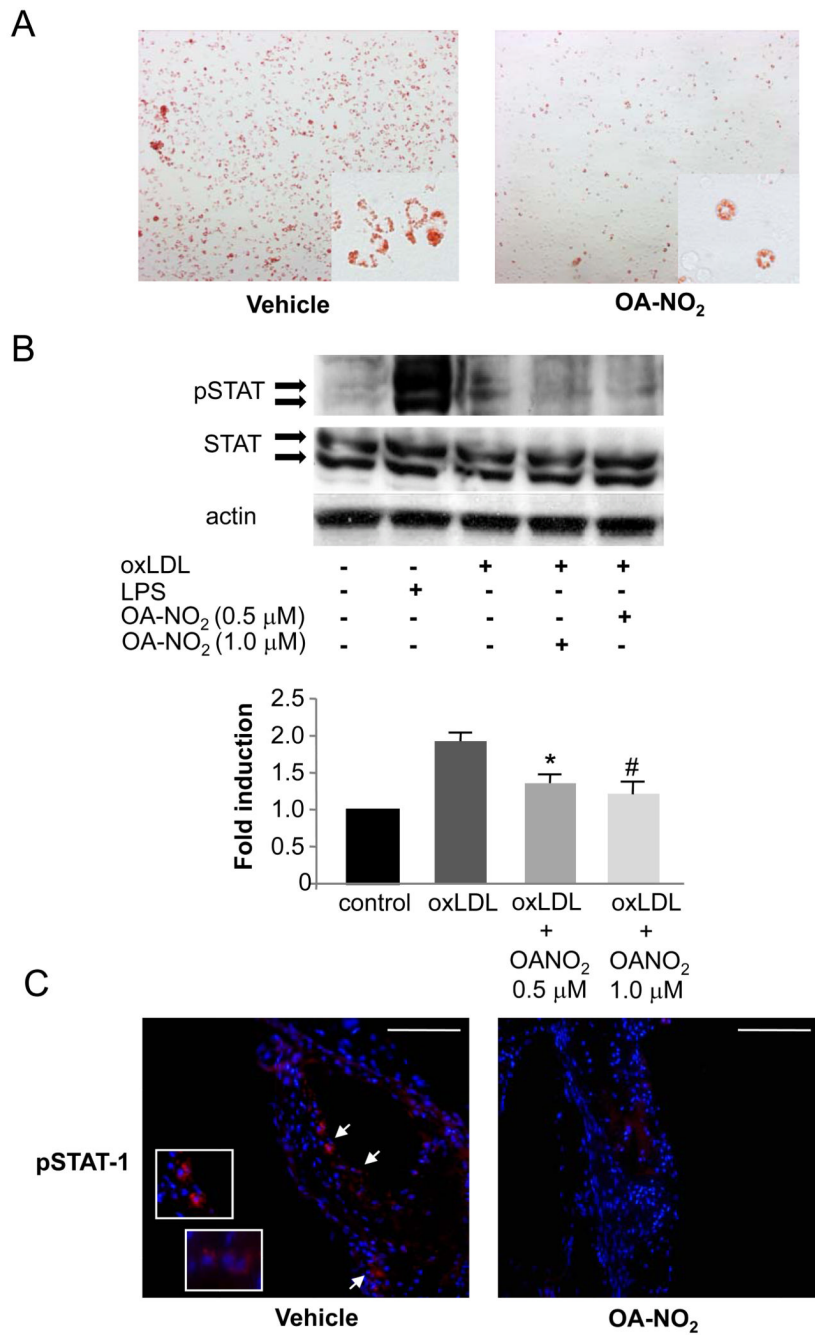 A
Vehicle
OA-NO₂
B
pSTAT
STAT
actin
oxLDL - - + + +
LPS - + - - -
OA-NO₂ (0.5 μM) - - - - +
OA-NO₂ (1.0 μM) - - - + -
Fold induction
2.5
2.0
1.5
1.0
0.5
0
*
#
control
oxLDL
oxLDL
+
OANO₂
0.5 μM
oxLDL
+
OANO₂
1.0 μM
C
pSTAT-1
Vehicle
OA-NO₂